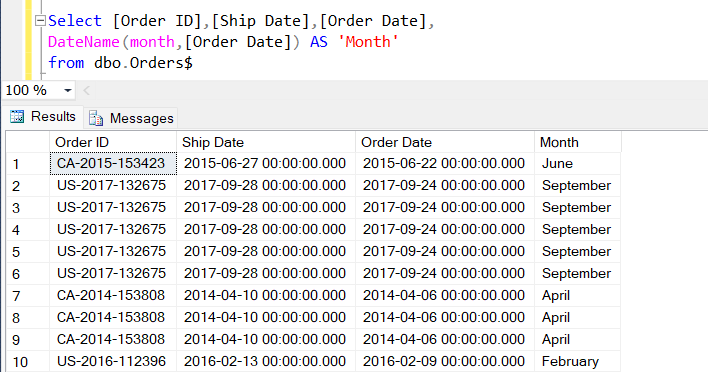 Select [Order ID],[Ship Date],[Order Date],
DateName(month,[Order Date]) AS 'Month'
from dbo.Orders$
100 %
Results Messages
Order ID Ship Date Order Date Month
1 CA-2015-153423 2015-06-27 00:00:00.000 2015-06-22 00:00:00.000 June
2 US-2017-132675 2017-09-28 00:00:00.000 2017-09-24 00:00:00.000 September
3 US-2017-132675 2017-09-28 00:00:00.000 2017-09-24 00:00:00.000 September
4 US-2017-132675 2017-09-28 00:00:00.000 2017-09-24 00:00:00.000 September
5 US-2017-132675 2017-09-28 00:00:00.000 2017-09-24 00:00:00.000 September
6 US-2017-132675 2017-09-28 00:00:00.000 2017-09-24 00:00:00.000 September
7 CA-2014-153808 2014-04-10 00:00:00.000 2014-04-06 00:00:00.000 April
8 CA-2014-153808 2014-04-10 00:00:00.000 2014-04-06 00:00:00.000 April
9 CA-2014-153808 2014-04-10 00:00:00.000 2014-04-06 00:00:00.000 April
10 US-2016-112396 2016-02-13 00:00:00.000 2016-02-09 00:00:00.000 February